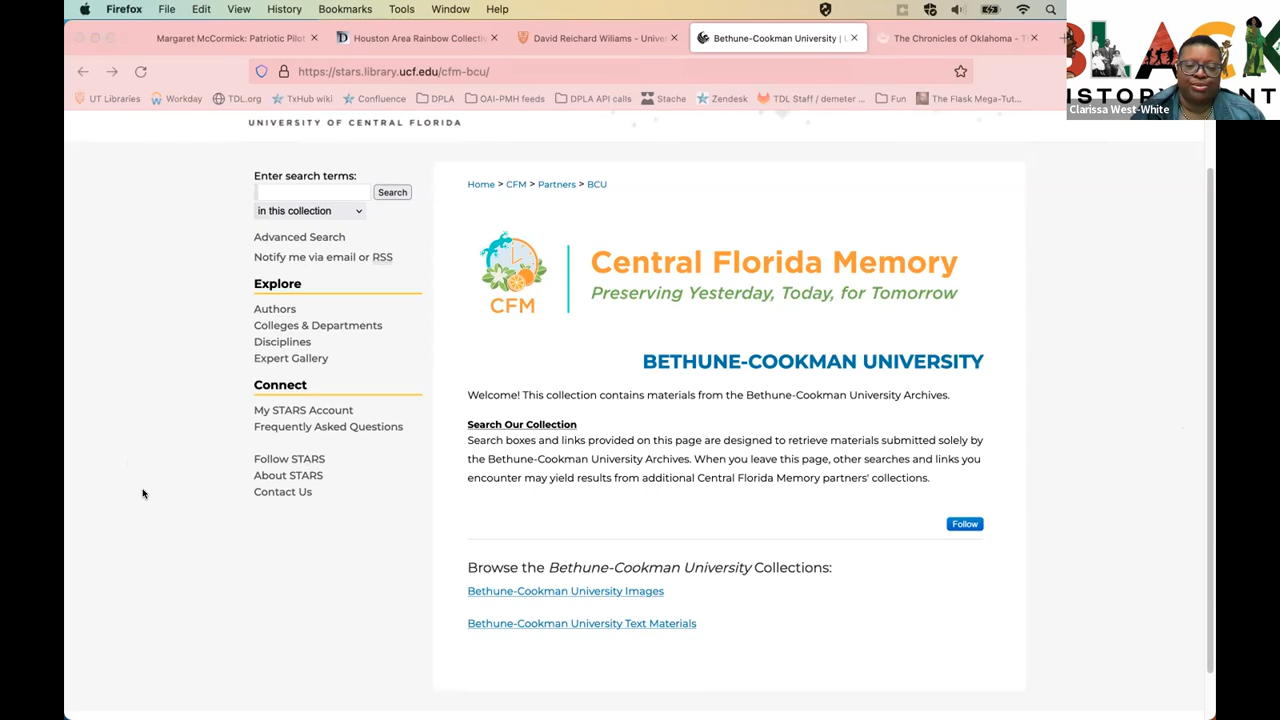 Firefox File Edit View History Bookmarks Tools Window Help
Margaret McCormick: Patriotic Pilot
Houston Area Rainbow Collectiv
David Reichard Wiliams - Unive
Bethune-Cookman University |
The Chronicles of Oklahoma - T
https://stars.library.ucf.edu/cfm-bcu/
UT Libraries Workday TDL.org TxHub wiki Confluence DPLA OAI-PMH feeds DPLA API calls Stache Zendesk TDL Staff / demeter ... Fun The Flask Mega-Tut...
BLACK
Clarissa West-White
UNIVERSITY OF CENTRAL FLORIDA
Enter search terms:
Search
in this collection
Advanced Search
Notify me via email or RSS
Explore
Authors
Colleges & Departments
Disciplines
Expert Gallery
Connect
My STARS Account
Frequently Asked Questions
Follow STARS
About STARS
Contact Us
Home > CFM > Partners > BCU
CFM
Central Florida Memory
Preserving Yesterday, Today, for Tomorrow
BETHUNE-COOKMAN UNIVERSITY
Welcome! This collection contains materials from the Bethune-Cookman University Archives.
Search Our Collection
Search boxes and links provided on this page are designed to retrieve materials submitted solely by
the Bethune-Cookman University Archives. When you leave this page, other searches and links you
encounter may yield results from additional Central Florida Memory partners' collections.
Follow
Browse the Bethune-Cookman University Collections:
Bethune-Cookman University Images
Bethune-Cookman University Text Materials